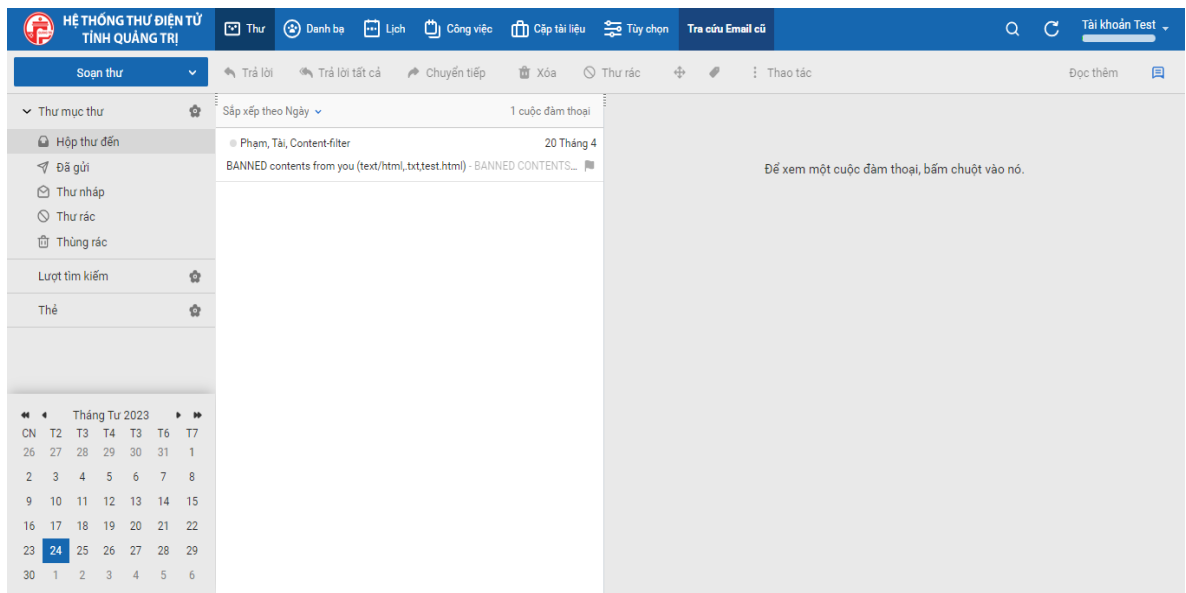 HỆ THỐNG THƯ ĐIỆN TỬ
TỈNH QUẢNG TRỊ
Thư
Danh bạ
Lịch
Công việc
Cặp tài liệu
Tùy chọn
Tra cứu Email cũ
Tài khoản Test
Soạn thư
Trả lời
Trả lời tất cả
Chuyển tiếp
Xóa
Thư rác
Thao tác
Đọc thêm
Thư mục thư
Hộp thư đến
Đã gửi
Thư nháp
Thư rác
Thùng rác
Lượt tìm kiếm
Thẻ
Sắp xếp theo Ngày
1 cuộc đàm thoại
Phạm, Tài, Content-filter
20 Tháng 4
BANNED contents from you (text/html,.txt,test.html) - BANNED CONTENTS...
Để xem một cuộc đàm thoại, bấm chuột vào nó.
Tháng Tư 2023
CN T2 T3 T4 T3 T6 T7
26 27 28 29 30 31 1
2 3 4 5 6 7 8
9 10 11 12 13 14 15
16 17 18 19 20 21 22
23 24 25 26 27 28 29
30 1 2 3 4 5 6